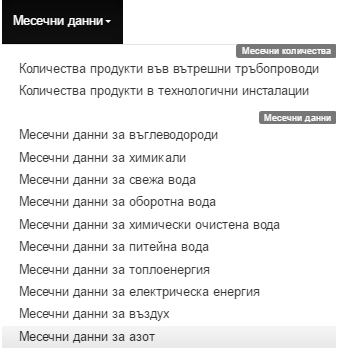 Месечни данни
Месечни количества
Количества продукти във вътрешни тръбопроводи
Количества продукти в технологични инсталации
Месечни данни
Месечни данни за въглеводороди
Месечни данни за химикали
Месечни данни за свежа вода
Месечни данни за оборотна вода
Месечни данни за химически очистена вода
Месечни данни за питейна вода
Месечни данни за топлоенергия
Месечни данни за електрическа енергия
Месечни данни за въздух
Месечни данни за азот